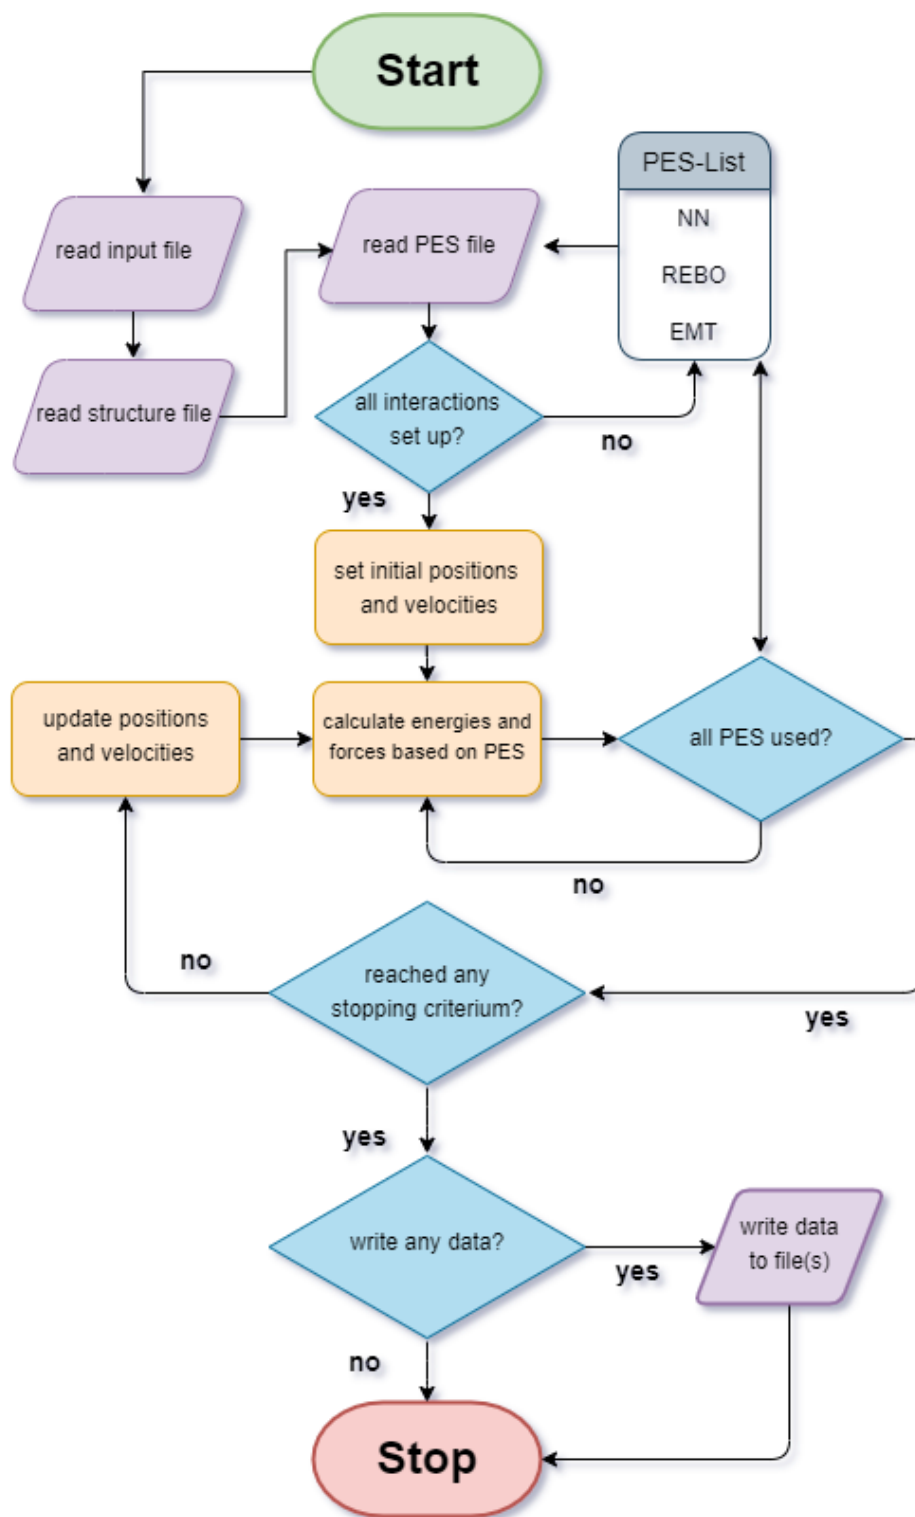 Start
PES-List
NN
REBO
EMT
read input file
read PES file
read structure file
all interactions
set up?
no
yes
set initial positions
and velocities
update positions
and velocities
calculate energies and
forces based on PES
all PES used?
no
no
reached any
stopping criterium?
yes
yes
write any data?
yes
write data
to file(s)
no
Stop